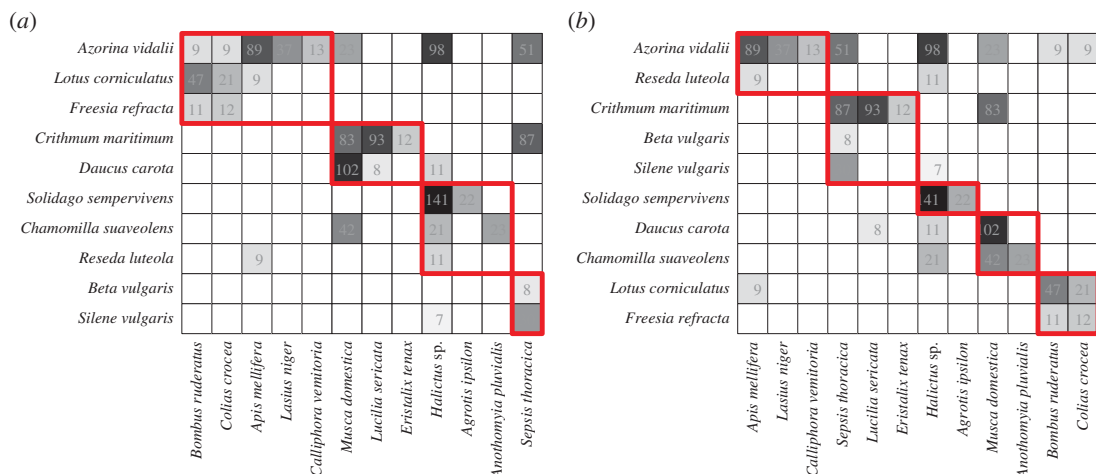 (a)
Azorina vidalii 9 9 89 37 13 23 98 51
Lotus corniculatus 47 21 9
Freesia refracta 11 12
Crithmum maritimum 83 93 12 87
Daucus carota 102 8 11
Solidago sempervivens 141 22
Chamomilla suaveolens 42 21
Reseda luteola 9 11
Beta vulgaris 8
Silene vulgaris 7
Bombus ruderatus
Colias crocea
Apis mellifera
Lasius niger
Calliphora vemitoria
Musca domestica
Lucilia sericata
Eristalix tenax
Halictus sp.
Agrotis ipsilon
Anothomyia pluvialis
Sepsis thoracica
(b)
Azorina vidalii 89 37 13 51 98 23 9 9
Reseda luteola 9 11
Crithmum maritimum 87 93 12 83
Beta vulgaris 8
Silene vulgaris 7
Solidago sempervivens 41 22
Daucus carota 8 11 02
Chamomilla suaveolens 21 42
Lotus corniculatus 9 47 21
Freesia refracta 11 12
Apis mellifera
Lasius niger
Calliphora vemitoria
Sepsis thoracica
Lucilia sericata
Eristalix tenax
Halictus sp.
Agrotis ipsilon
Musca domestica
Anothomyia pluvialis
Bombus ruderatus
Colias crocea